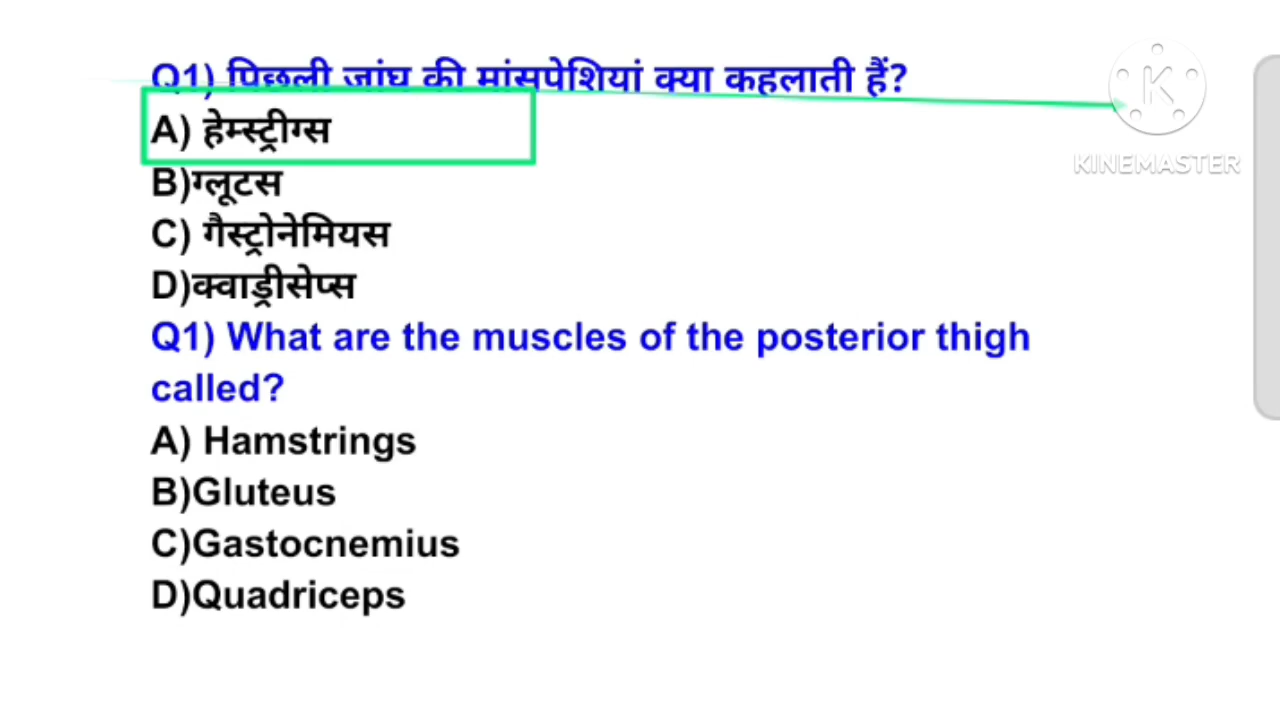 Q1) पिछली जांघ की मांसपेशियां क्या कहलाती हैं?
A) हेम्स्ट्रीग्स
B)ग्लूटस
C) गैस्ट्रोनेमियस
D)क्वाड्रीसेप्स
Q1) What are the muscles of the posterior thigh
called?
A) Hamstrings
B)Gluteus
C)Gastocnemius
D)Quadriceps
K
KINEMASTER